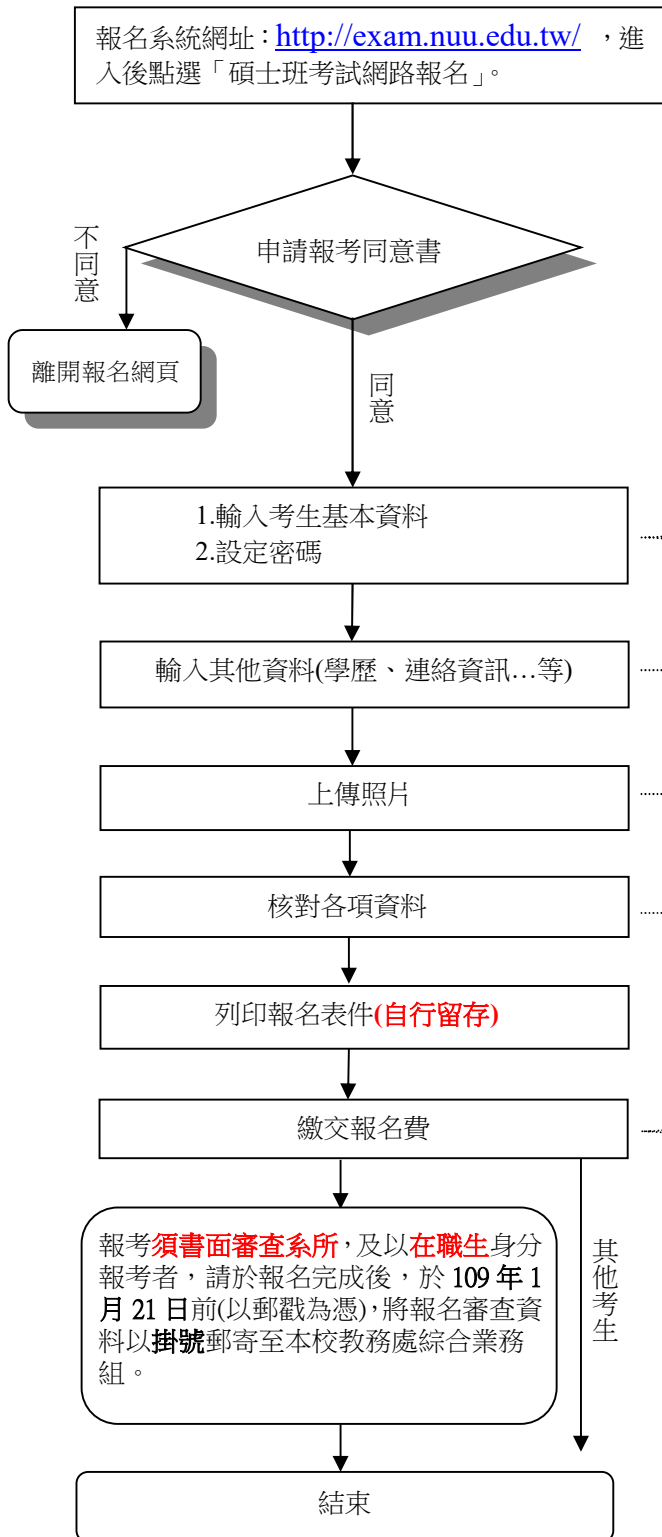 報名系統網址：http://exam.nuu.edu.tw/ ，進
入後點選「碩士班考試網路報名」。
申請報考同意書
不同意
離開報名網頁
同意
1.輸入考生基本資料
2.設定密碼
輸入其他資料(學歷、連絡資訊…等)
上傳照片
核對各項資料
列印報名表件(自行留存)
繳交報名費
報考須書面審查系所，及以在職生身分
報考者，請於報名完成後，於 109 年 1
月 21 日前(以郵戳為憑)，將報名審查資
料以掛號郵寄至本校教務處綜合業務
組。
其他考生
結束